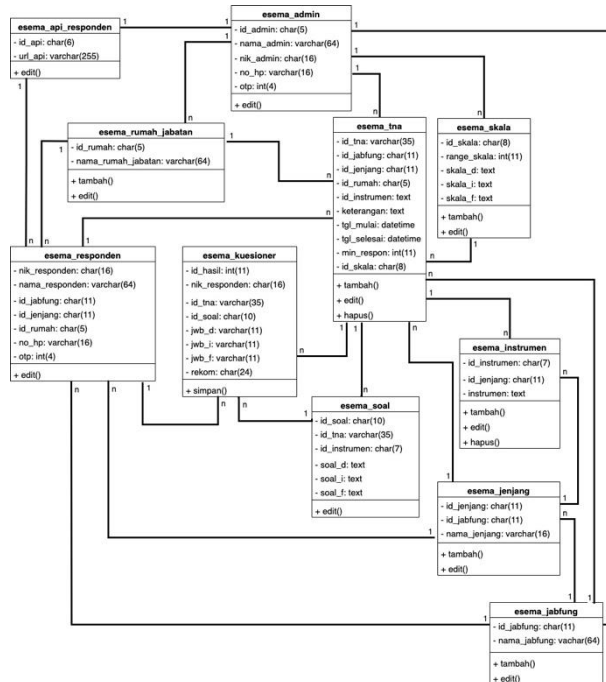 esema_api_responden
- id_api: char(6)
- url_api: varchar(255)
+ edit()
esema_admin
- id_admin: char(5)
- nama_admin: varchar(64)
- nik_admin: char(16)
- no_hp: varchar(16)
- otp: int(4)
+ edit()
esema_rumah_jabatan
- id_rumah: char(5)
- nama_rumah_jabatan: varchar(64)
+ tambah()
+ edit()
esema_tna
- id_tna: varchar(35)
- id_jabfung: char(11)
- id_jenjang: char(11)
- id_rumah: char(5)
- id_instrumen: char(7)
- keterangan: text
- tgl_mulai: datetime
- tgl_selesai: datetime
- min_respon: int(11)
- id_skala: char(8)
+ tambah()
+ edit()
+ hapus()
esema_skala
- id_skala: char(8)
- range_skala: int(11)
- skala_d: text
- skala_i: text
- skala_f: text
+ tambah()
+ edit()
esema_responden
- nik_responden: char(16)
- nama_responden: varchar(64)
- id_jabfung: char(11)
- id_jenjang: char(11)
- id_rumah: char(5)
- no_hp: varchar(16)
- otp: int(4)
+ edit()
esema_kuesioner
- id_hasil: int(11)
- nik_responden: char(16)
- id_tna: varchar(35)
- id_soal: char(10)
- jwb_d: varchar(11)
- jwb_i: varchar(11)
- jwb_f: varchar(11)
- rekom: char(24)
+ simpan()
esema_instrumen
- id_instrumen: char(7)
- id_jenjang: char(11)
- instrumen: text
+ tambah()
+ edit()
+ hapus()
esema_soal
- id_soal: char(10)
- id_tna: varchar(35)
- id_instrumen: char(7)
- soal_d: text
- soal_i: text
- soal_f: text
+ edit()
esema_jenjang
- id_jenjang: char(11)
- id_jabfung: char(11)
- nama_jenjang: varchar(16)
+ tambah()
+ edit()
esema_jabfung
- id_jabfung: char(11)
- nama_jabfung: vachar(64)
+ tambah()
+ edit()